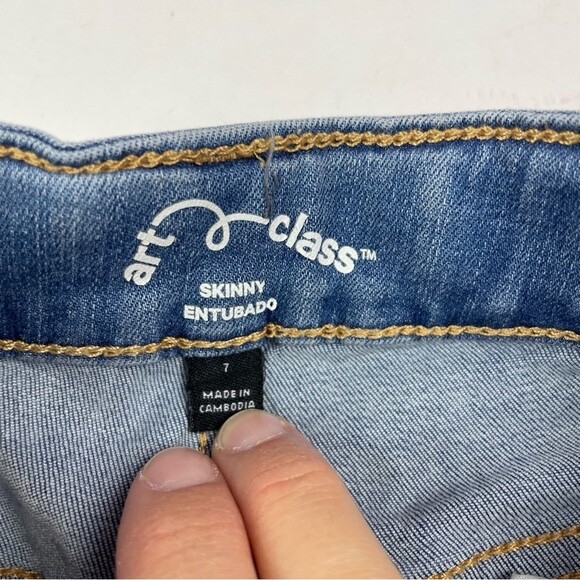 art class™
SKINNY
ENTUBADO
7
MADE IN
CAMBODIA